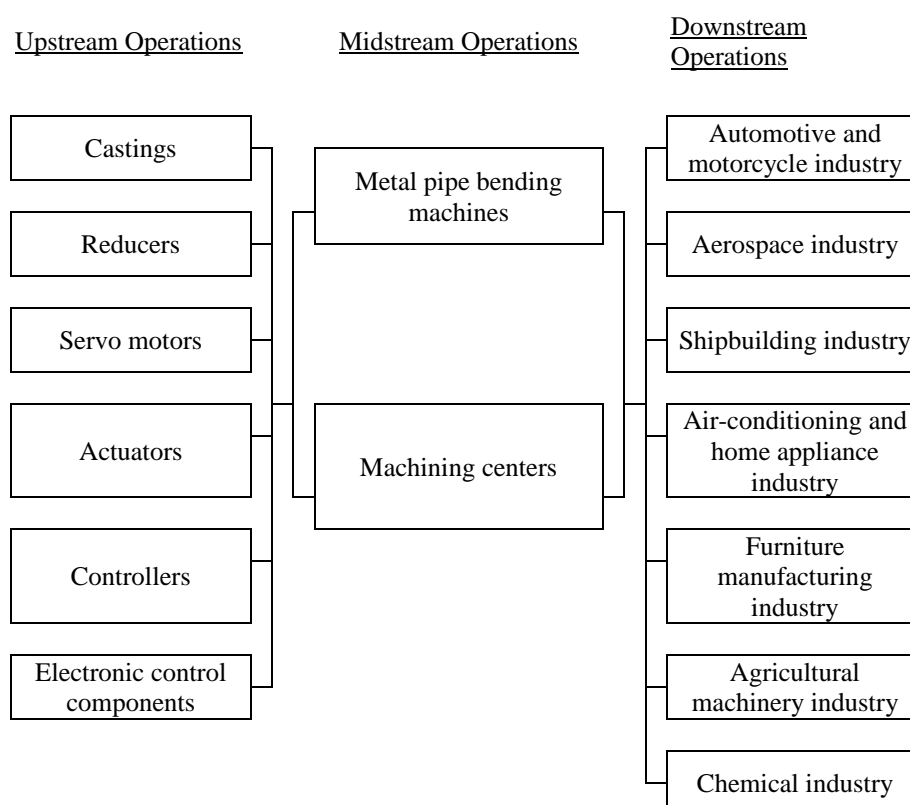 Upstream Operations
Midstream Operations
Downstream
Operations
Castings
Reducers
Servo motors
Actuators
Controllers
Electronic control
components
Metal pipe bending
machines
Machining centers
Automotive and
motorcycle industry
Aerospace industry
Shipbuilding industry
Air-conditioning and
home appliance
industry
Furniture
manufacturing
industry
Agricultural
machinery industry
Chemical industry